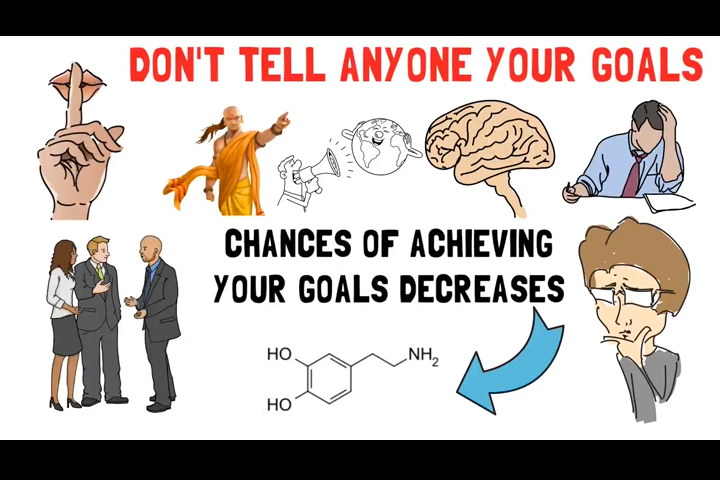 DON'T TELL ANYONE YOUR GOALS
CHANCES OF ACHIEVING
YOUR GOALS DECREASES
HO
NH₂
HO